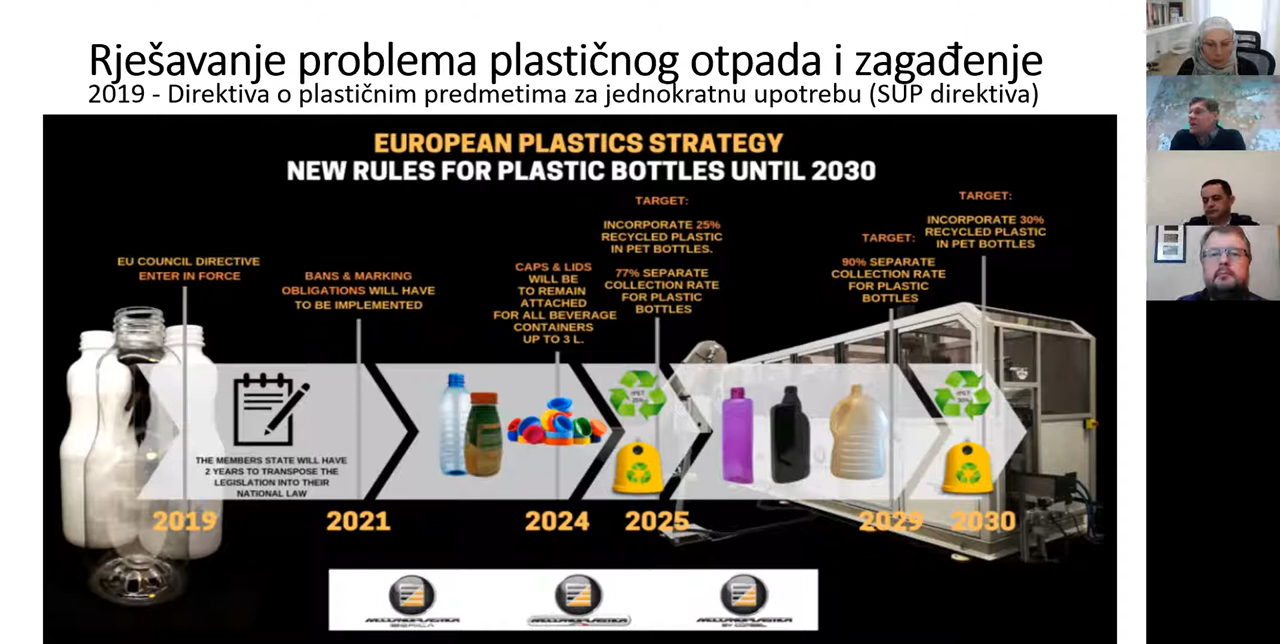 Rješavanje problema plastičnog otpada i zagađenje
2019 - Direktiva o plastičnim predmetima za jednokratnu upotrebu (SUP direktiva)
EUROPEAN PLASTICS STRATEGY
NEW RULES FOR PLASTIC BOTTLES UNTIL 2030
EU COUNCIL DIRECTIVE
ENTER IN FORCE
BANS & MARKING
OBLIGATIONS WILL HAVE
TO BE IMPLEMENTED
CAPS & LIDS
WILL BE
TO REMAIN
ATTACHED
FOR ALL BEVERAGE
CONTAINERS
UP TO 3 L.
TARGET:
INCORPORATE 25%
RECYCLED PLASTIC
IN PET BOTTLES.
77% SEPARATE
COLLECTION RATE
FOR PLASTIC
BOTTLES
TARGET:
90% SEPARATE
COLLECTION RATE
FOR PLASTIC
BOTTLES
TARGET:
INCORPORATE 30%
RECYCLED PLASTIC
IN PET BOTTLES
THE MEMBERS STATE WILL HAVE
2 YEARS TO TRANSPOSE THE
LEGISLATION INTO THEIR
NATIONAL LAW
rPET
25%
rPET
30%
2019
2021
2024
2025
2029
2030